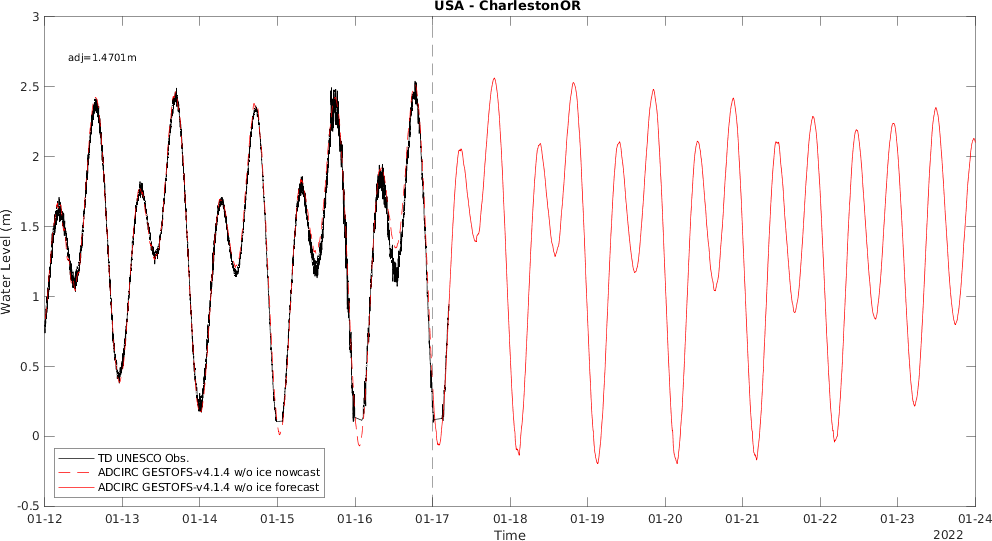 USA - CharlestonOR
3
adj=1.4701m
2.5
2
1.5
1
0.5
0
-0.5
Water Level (m)
TD UNESCO Obs.
ADCIRC GESTOFS-v4.1.4 w/o ice nowcast
ADCIRC GESTOFS-v4.1.4 w/o ice forecast
01-12 01-13 01-14 01-15 01-16 01-17 01-18 01-19 01-20 01-21 01-22 01-23 01-24
Time
2022